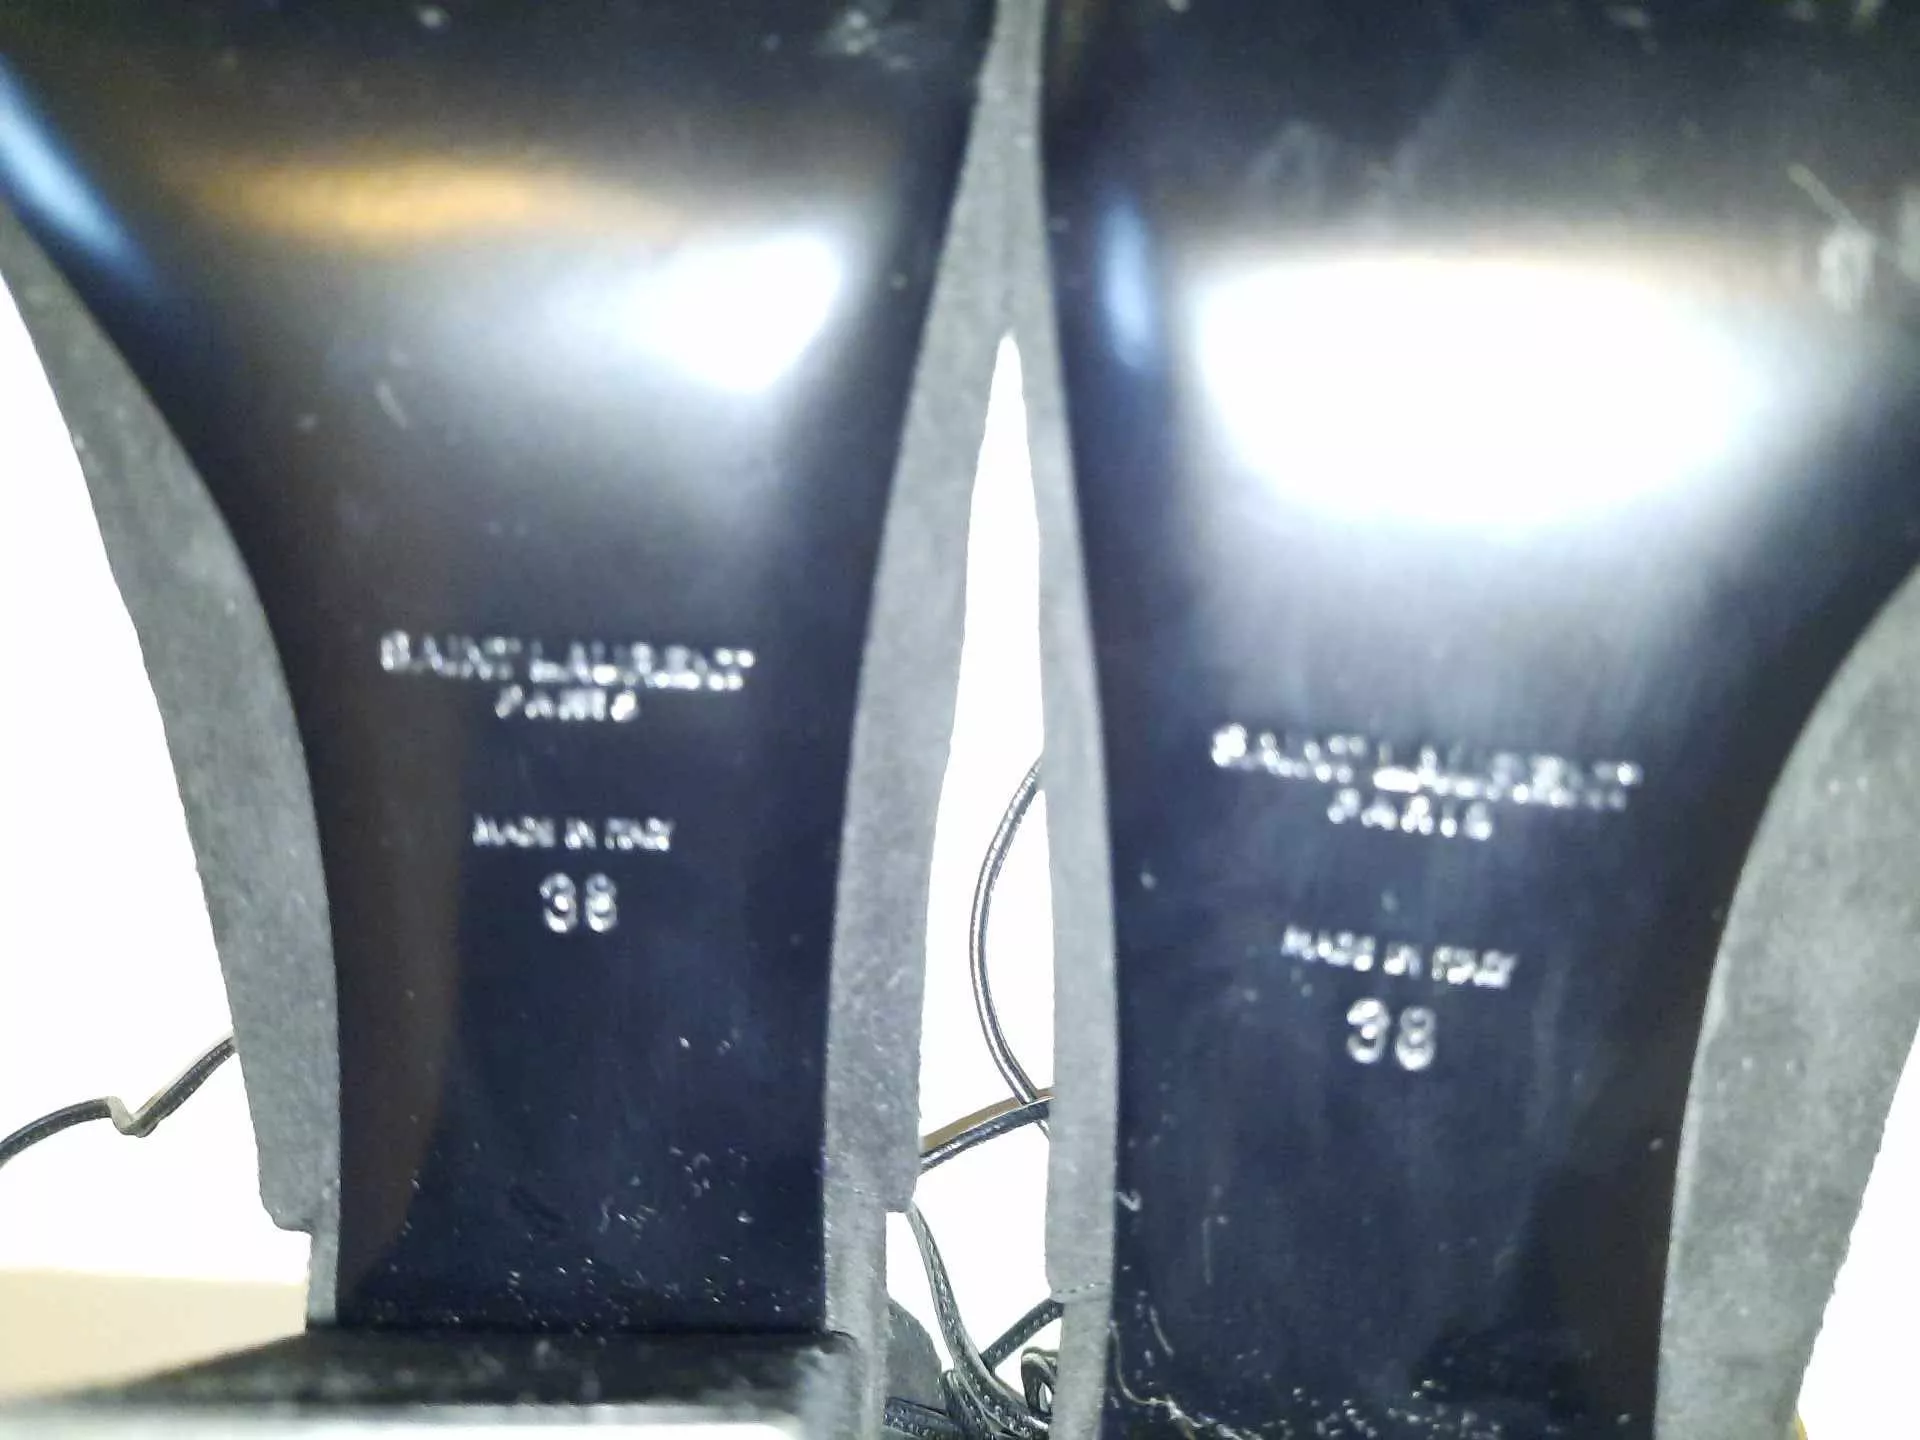 SAINT LAURENT
PARIS
MADE IN ITALY
38
SAINT LAURENT
PARIS
MADE IN ITALY
38